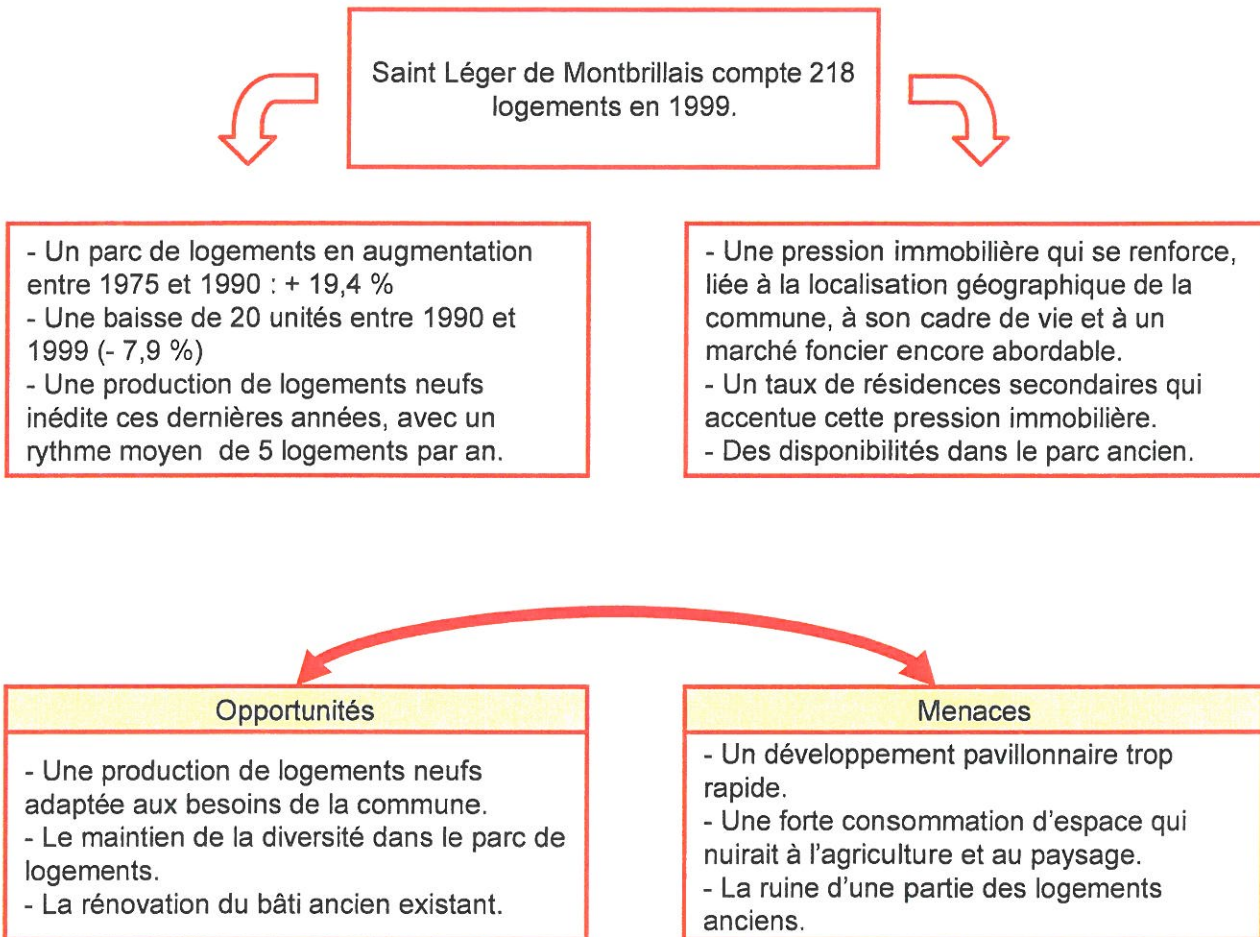 Saint Léger de Montbrillais compte 218
logements en 1999.
- Un parc de logements en augmentation
entre 1975 et 1990 : + 19,4 %
- Une baisse de 20 unités entre 1990 et
1999 (- 7,9 %)
- Une production de logements neufs
inédite ces dernières années, avec un
rythme moyen de 5 logements par an.
- Une pression immobilière qui se renforce,
liée à la localisation géographique de la
commune, à son cadre de vie et à un
marché foncier encore abordable.
- Un taux de résidences secondaires qui
accentue cette pression immobilière.
- Des disponibilités dans le parc ancien.
Opportunités
- Une production de logements neufs
adaptée aux besoins de la commune.
- Le maintien de la diversité dans le parc de
logements.
- La rénovation du bâti ancien existant.
Menaces
- Un développement pavillonnaire trop
rapide.
- Une forte consommation d'espace qui
nuirait à l'agriculture et au paysage.
- La ruine d'une partie des logements
anciens.